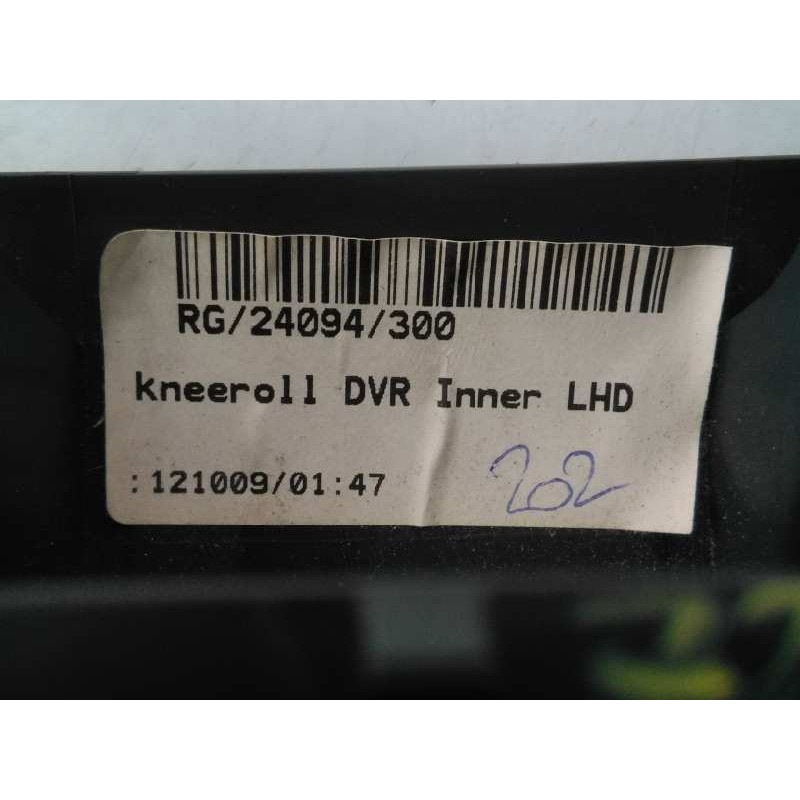 RG/24094/300
kneeroll DVR Inner LHD
:121009/01:47
202